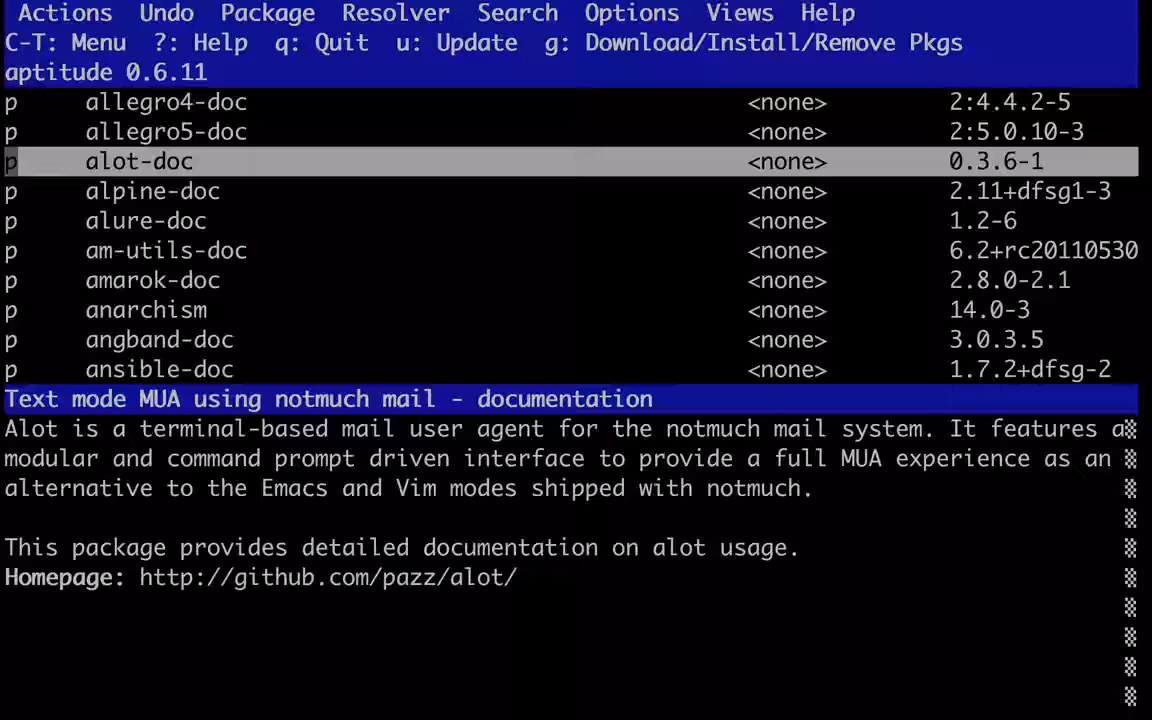 Actions  Undo  Package  Resolver  Search  Options  Views  Help
C-T: Menu  ?: Help  q: Quit  u: Update  g: Download/Install/Remove Pkgs
aptitude 0.6.11
p     allegro4-doc     <none>     2:4.4.2-5
p     allegro5-doc     <none>     2:5.0.10-3
p     alot-doc     <none>     0.3.6-1
p     alpine-doc     <none>     2.11+dfsg1-3
p     alure-doc     <none>     1.2-6
p     am-utils-doc     <none>     6.2+rc20110530
p     amarok-doc     <none>     2.8.0-2.1
p     anarchism     <none>     14.0-3
p     angband-doc     <none>     3.0.3.5
p     ansible-doc     <none>     1.7.2+dfsg-2
Text mode MUA using notmuch mail - documentation
Alot is a terminal-based mail user agent for the notmuch mail system. It features a
modular and command prompt driven interface to provide a full MUA experience as an
alternative to the Emacs and Vim modes shipped with notmuch.
This package provides detailed documentation on alot usage.
Homepage: http://github.com/pazz/alot/